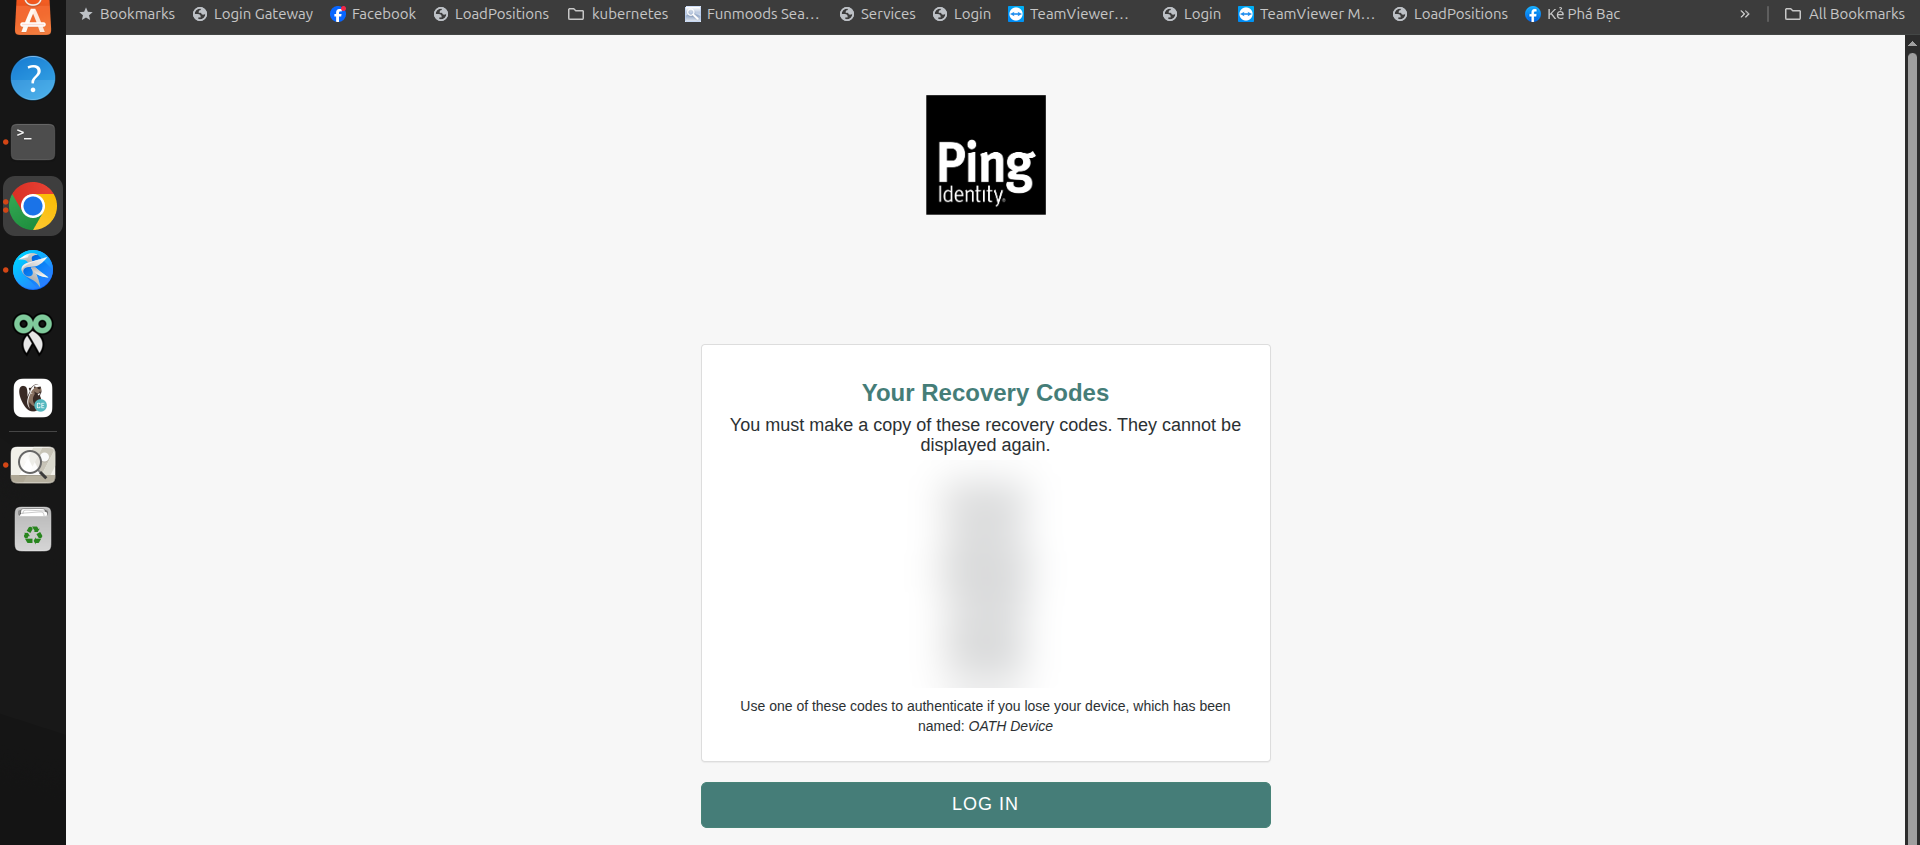 Bookmarks Login Gateway Facebook LoadPositions kubernetes Funmoods Sea... Services Login TeamViewer... Login TeamViewer M... LoadPositions Kẻ Phá Bạc » All Bookmarks
Ping
Identity
Your Recovery Codes
You must make a copy of these recovery codes. They cannot be
displayed again.
Use one of these codes to authenticate if you lose your device, which has been
named: OATH Device
LOG IN